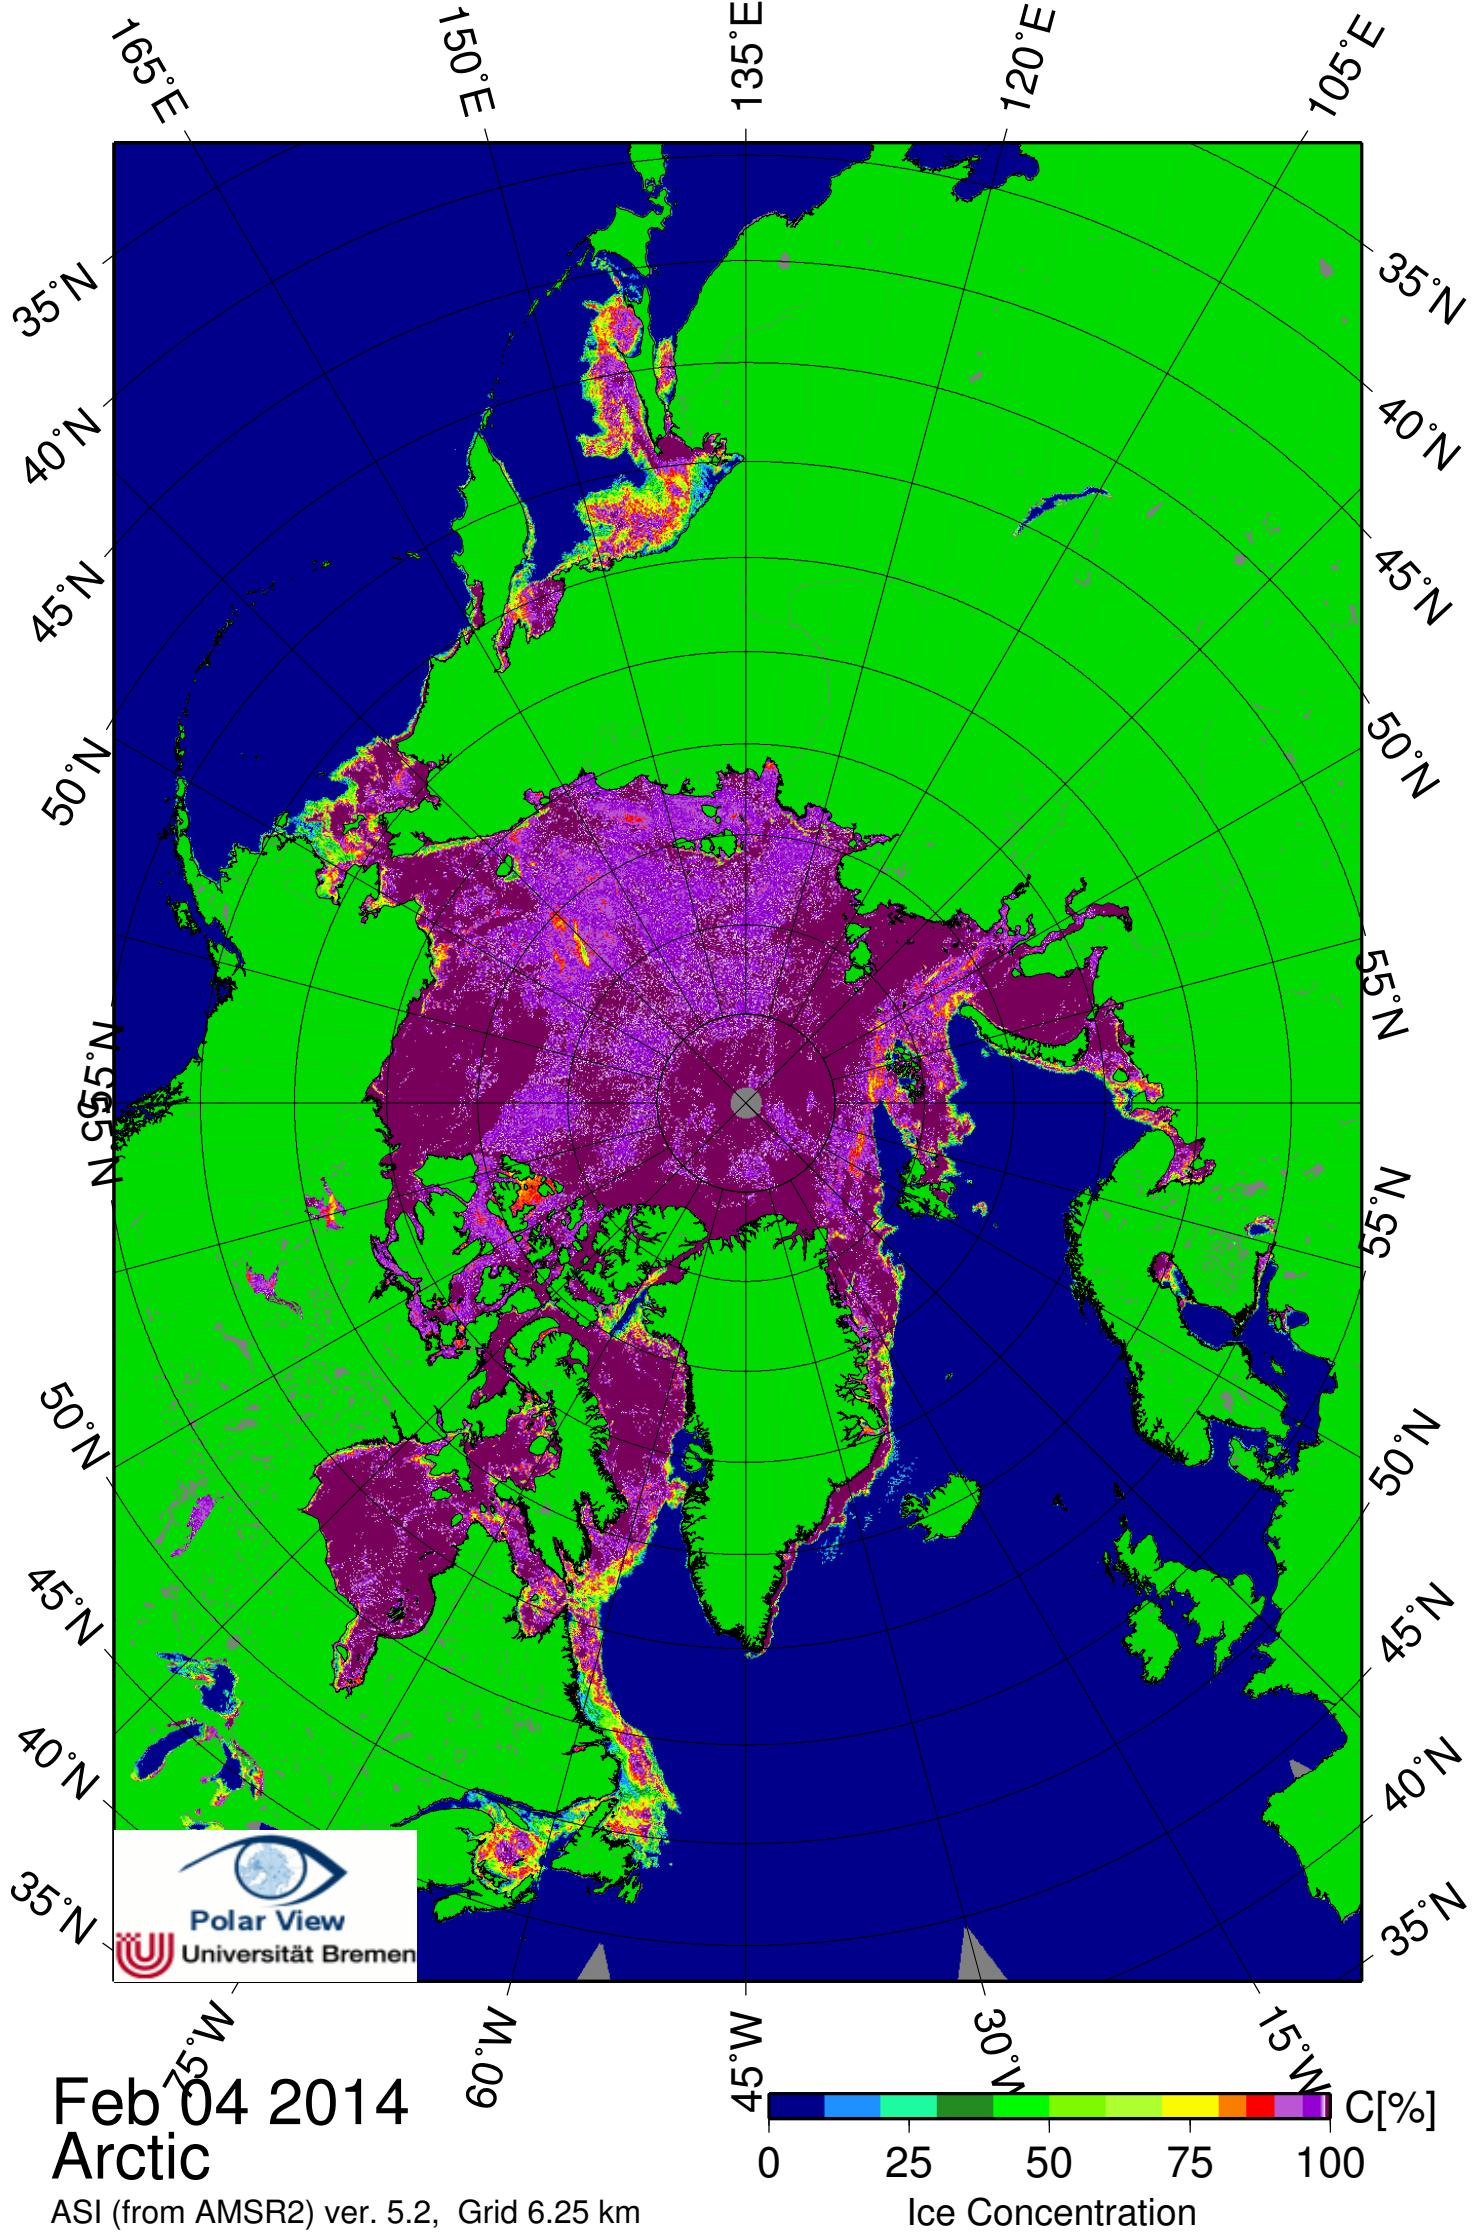 165°E 150°E 135°E 120°E 105°E
35°N 35°N
40°N 40°N
45°N 45°N
50°N 50°N
55°N 55°N
55°N 55°N
50°N 50°N
45°N 45°N
40°N 40°N
35°N 35°N
Polar View
Universität Bremen
75°W 60°W 45°W 30°W 15°W
Feb 04 2014
Arctic
ASI (from AMSR2) ver. 5.2, Grid 6.25 km
C[%]
0 25 50 75 100
Ice Concentration